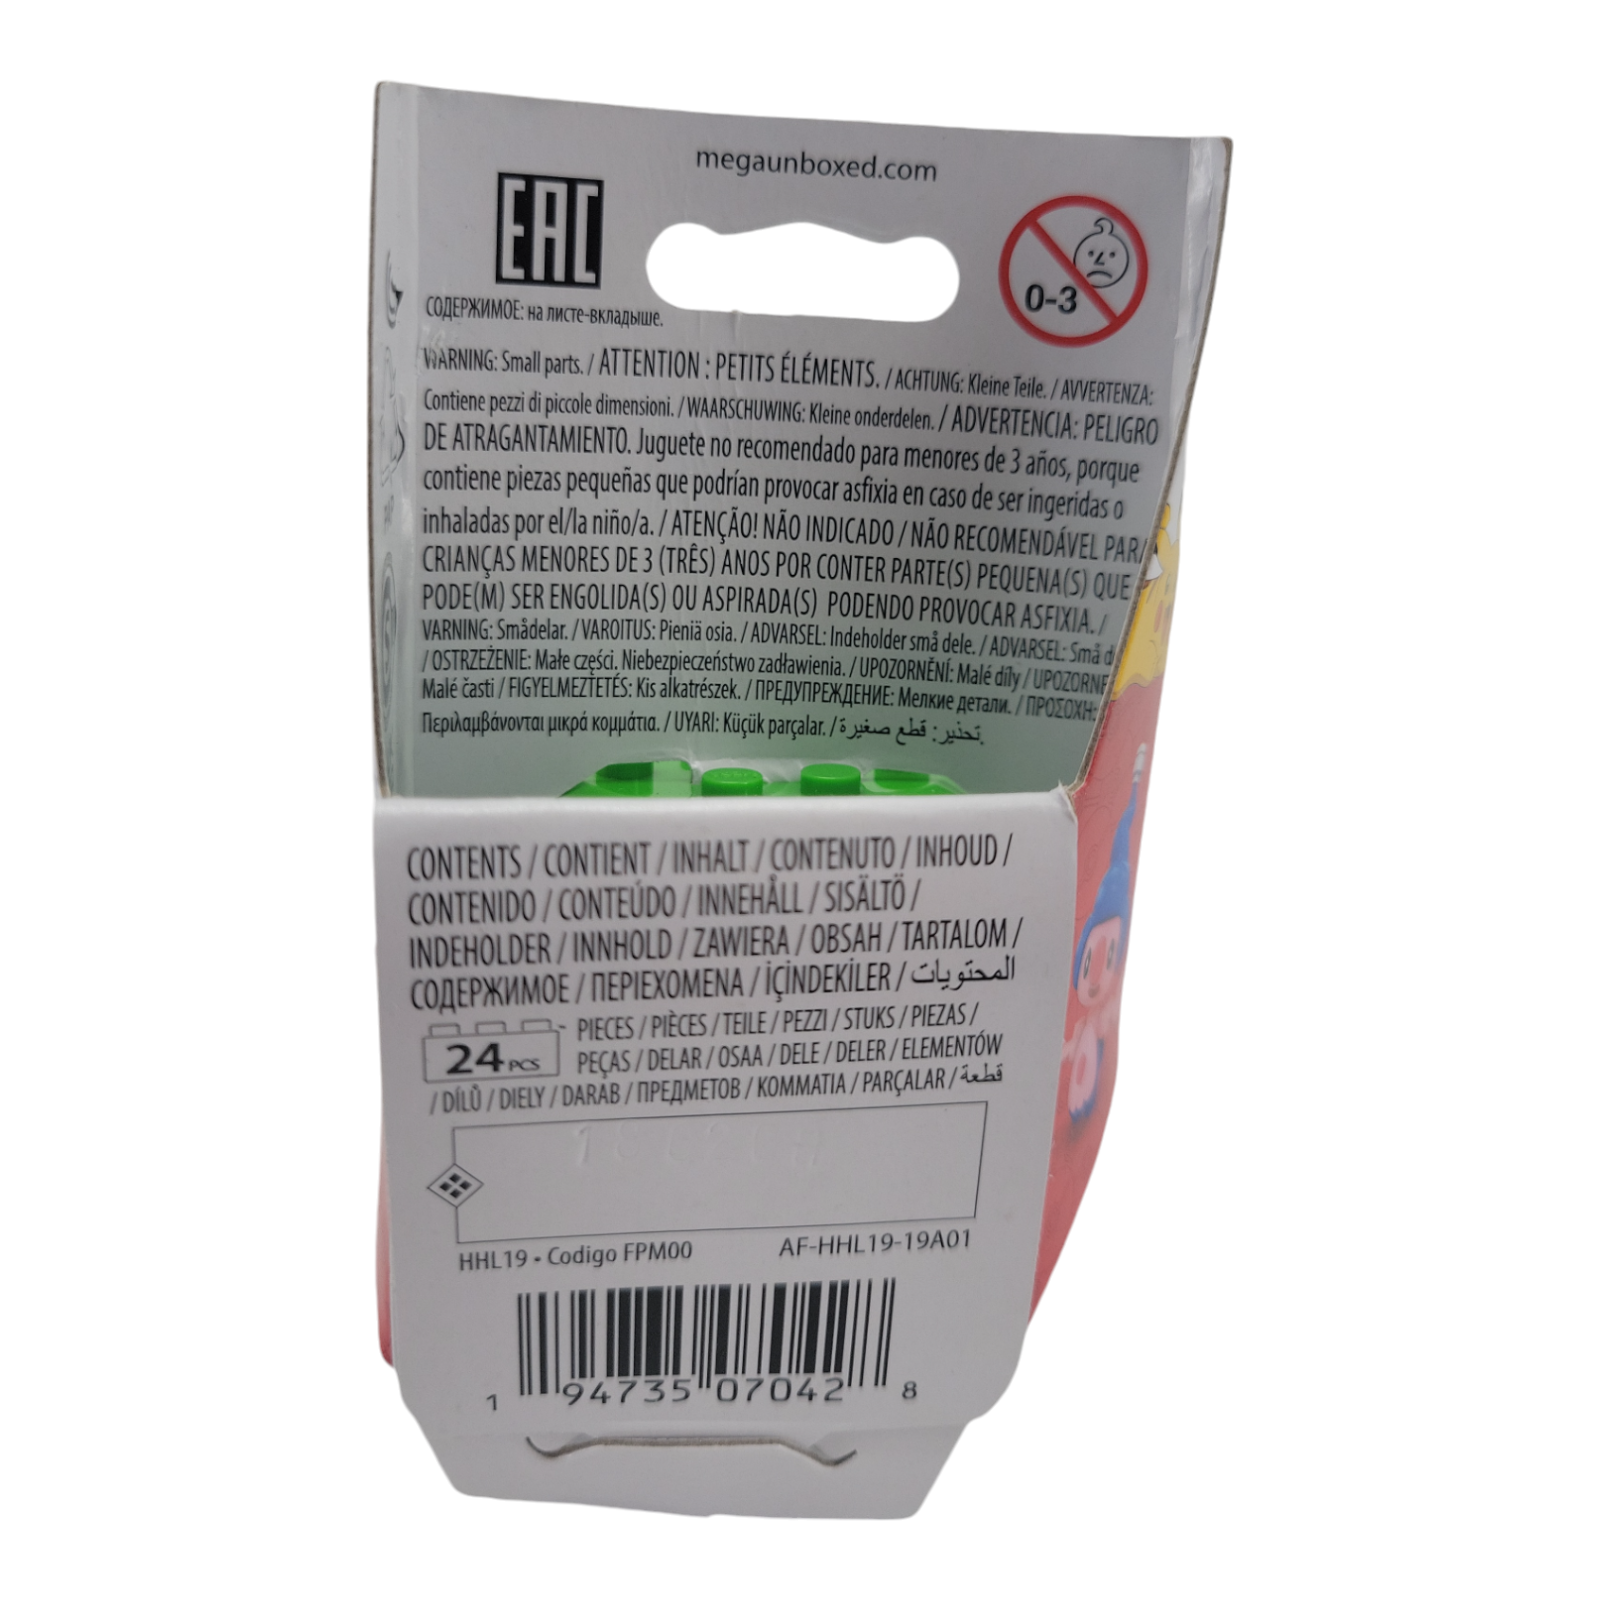 megaunboxed.com
EAC
0-3
СОДЕРЖИМОЕ: на листе-вкладыше.
WARNING: Small parts. / ATTENTION : PETITS ÉLÉMENTS. / ACHTUNG: Kleine Teile. / AVVERTENZA:
Contiene pezzi di piccole dimensioni. / WAARSCHUWING: Kleine onderdelen. / ADVERTENCIA: PELIGRO
DE ATRAGANTAMIENTO. Juguete no recomendado para menores de 3 años, porque
contiene piezas pequeñas que podrían provocar asfixia en caso de ser ingeridas o
inhaladas por el/la niño/a. / ATENÇÃO! NÃO INDICADO / NÃO RECOMENDÁVEL PARA
CRIANÇAS MENORES DE 3 (TRÊS) ANOS POR CONTER PARTE(S) PEQUENA(S) QUE
PODE(M) SER ENGOLIDA(S) OU ASPIRADA(S) PODENDO PROVOCAR ASFIXIA. /
VARNING: Smådelar. / VAROITUS: Pieniä osia. / ADVARSEL: Indeholder små dele. / ADVARSEL: Små
/ OSTRZEŻENIE: Małe części. Niebezpieczeństwo zadławienia. / UPOZORNĚNÍ: Malé díly /
Malé časti / FIGYELMEZTETÉS: Kis alkatrészek. / ПРЕДУПРЕЖДЕНИЕ: Мелкие детали. / ΠΡΟΣΟΧΗ:
Περιλαμβάνονται μικρά κομμάτια. / UYARI: Küçük parçalar. / تحذير: قطع صغيرة.
CONTENTS / CONTIENT / INHALT / CONTENUTO / INHOUD /
CONTENIDO / CONTEÚDO / INNEHÅLL / SISÄLTÖ /
INDEHOLDER / INNHOLD / ZAWIERA / OBSAH / TARTALOM /
СОДЕРЖИМОЕ / ΠΕΡΙΕΧΟΜΕΝΑ / İÇİNDEKİLER / المحتويات
24 PCS
PIECES / PIÈCES / TEILE / PEZZI / STUKS / PIEZAS /
PEÇAS / DELAR / OSAA / DELE / DELER / ELEMENTÓW
/ DÍLŮ / DIELY / DARAB / ПРЕДМЕТОВ / ΚΟΜΜΑΤΙΑ / PARÇALAR / قطعة
HHL19 - Codigo FPM00
AF-HHL19-19A01
1 94735 07042 8